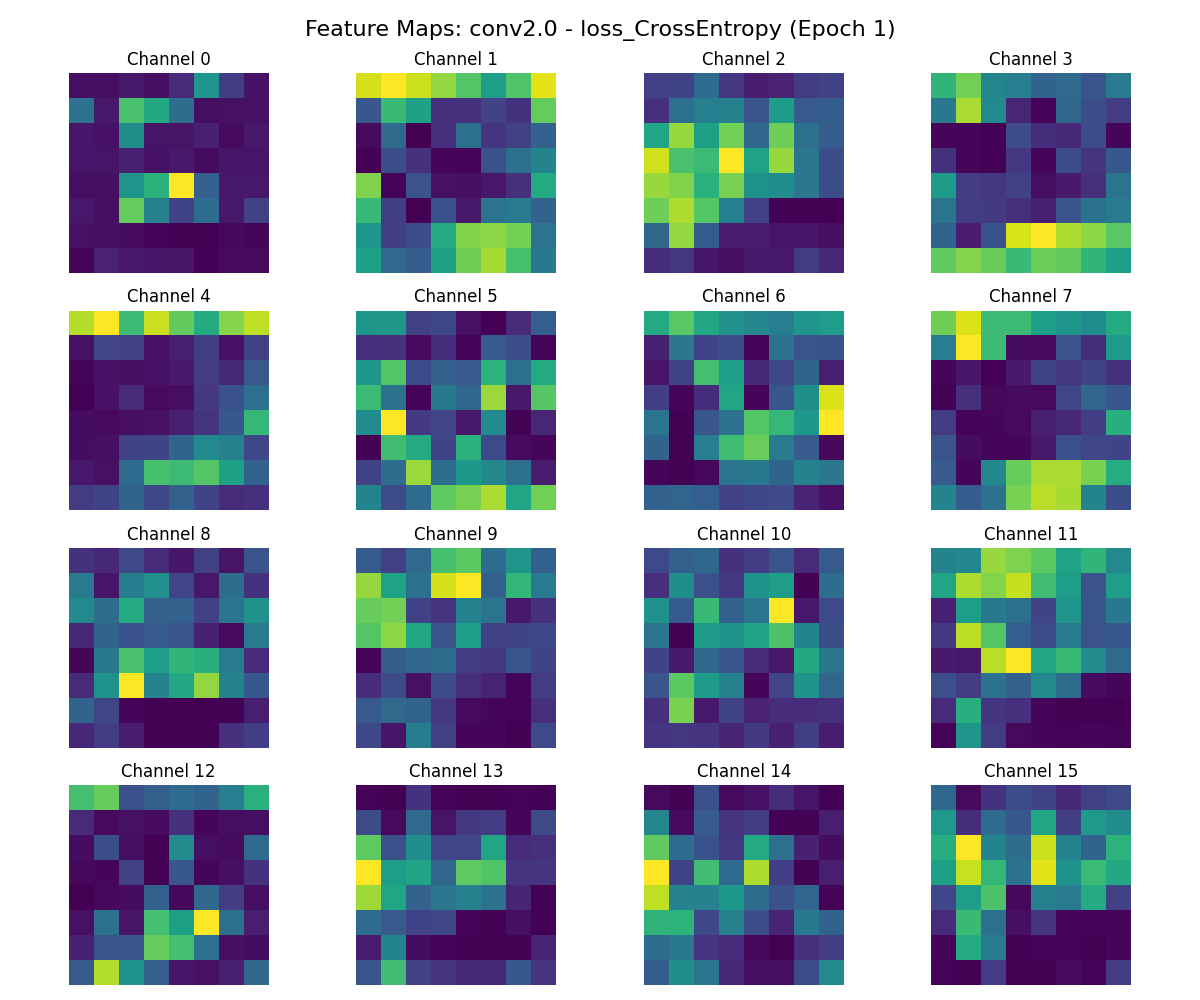 Feature Maps: conv2.0 - loss_CrossEntropy (Epoch 1)
Channel 0
Channel 1
Channel 2
Channel 3
Channel 4
Channel 5
Channel 6
Channel 7
Channel 8
Channel 9
Channel 10
Channel 11
Channel 12
Channel 13
Channel 14
Channel 15